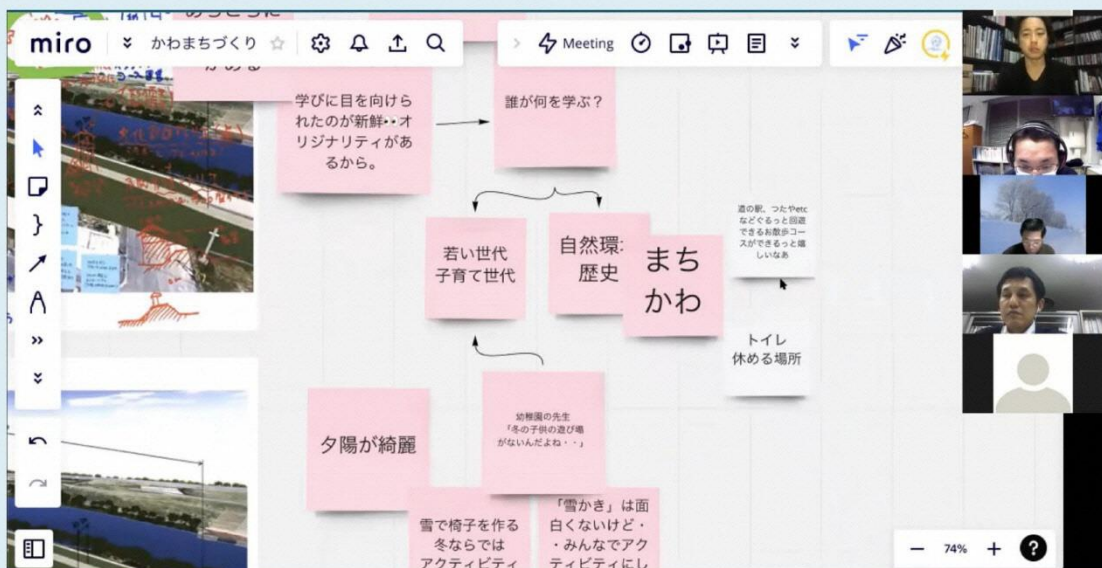 miro
かわまちづくり
Meeting
がある
学びに目を向けら
れたのが新鮮👀オ
リジナリティがあ
るから。
誰が何を学ぶ？
若い世代
子育て世代
自然環
歴史
まち
かわ
道の駅、つたやetc
などぐるっと回遊
できるお散歩コー
スができるっと嬉
しいなあ
トイレ
休める場所
夕陽が綺麗
幼稚園の先生
「冬の子供の遊び場
がないんだよね・・」
雪で椅子を作る
冬ならでは
アクティビティ
「雪かき」は面
白くないけど・
・みんなでアク
ティビティにし
74%